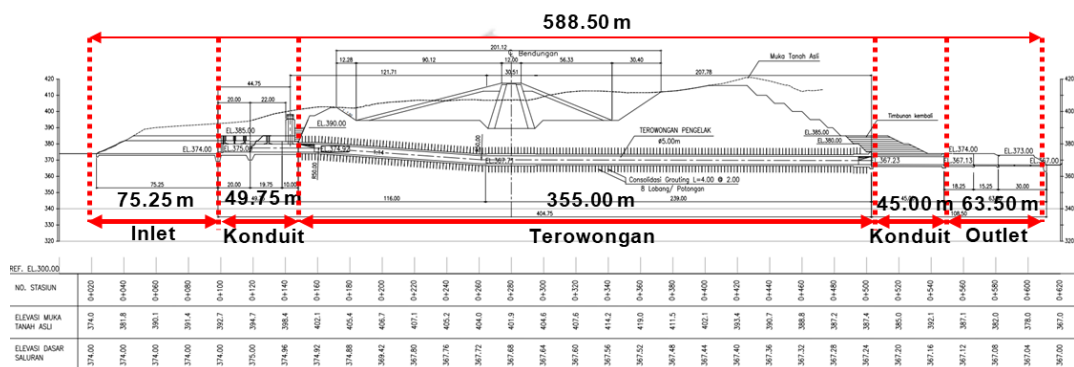 588.50 m
201.12
Bendungan
Muka Tanah Asli
12.28
90.12
12.00
56.33
30.40
121.71
30.51
207.78
44.75
20.00
22.00
420
410
400
390
380
370
360
350
340
330
320
420
400
380
360
340
320
EL.385.00
EL.390.00
TEROWONGAN PENGELAK
ø5.00m
EL.385.00
EL.380.00
Timbunan kembali
EL.374.00
EL.374.00
EL.373.00
367.23
EL.367.13
EL.367.00
R50.00
Consolidasi Grouting L=4.00 @ 2.00
8 Lobang/ Potongan
75.25
20.00
19.75
10.00
116.00
239.00
404.75
18.25
15.25
30.00
75.25 m
49.75 m
355.00 m
45.00 m
63.50 m
Inlet
Konduit
Terowongan
Konduit
Outlet
REF. EL.300.00
NO. STASIUN
0+020 0+040 0+060 0+080 0+100 0+120 0+140 0+160 0+180 0+200 0+220 0+240 0+260 0+280 0+300 0+320 0+340 0+360 0+380 0+400 0+420 0+440 0+460 0+480 0+500 0+520 0+540 0+560 0+580 0+600 0+620
ELEVASI MUKA
TANAH ASLI
374.0 381.8 390.1 391.4 392.7 394.7 398.4 402.1 405.4 406.7 407.1 405.2 404.0 401.9 404.6 407.6 414.2 419.0 411.5 402.1 393.4 390.7 388.8 387.2 387.4 385.0 392.1 387.1 382.0 378.0 367.0
ELEVASI DASAR
SALURAN
374.00 374.00 374.00 374.00 374.00 375.00 374.96 374.92 374.88 369.42 367.80 367.76 367.72 367.68 367.64 367.60 367.56 367.52 367.48 367.44 367.40 367.36 367.32 367.28 367.24 367.20 367.16 367.12 367.08 367.04 367.00